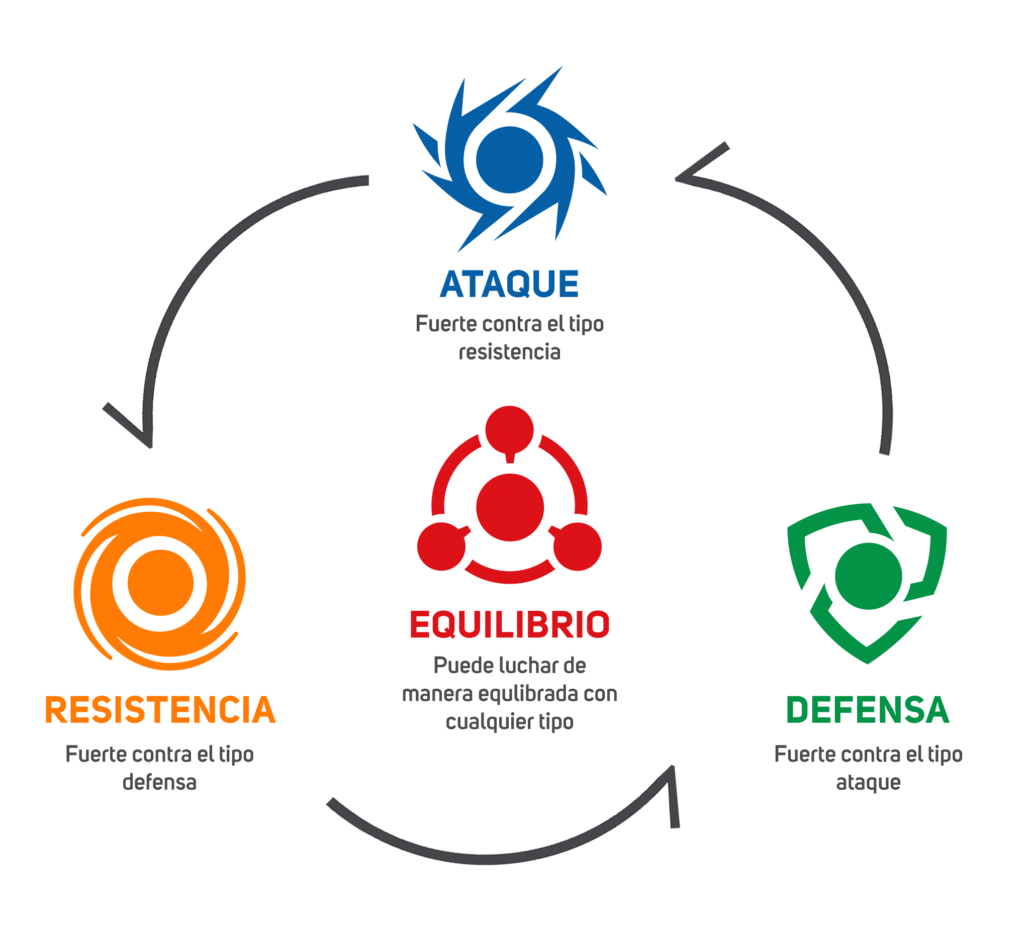 ATAQUE
Fuerte contra el tipo
resistencia
EQUILIBRIO
Puede luchar de
manera equlibrada con
cualquier tipo
RESISTENCIA
Fuerte contra el tipo
defensa
DEFENSA
Fuerte contra el tipo
ataque